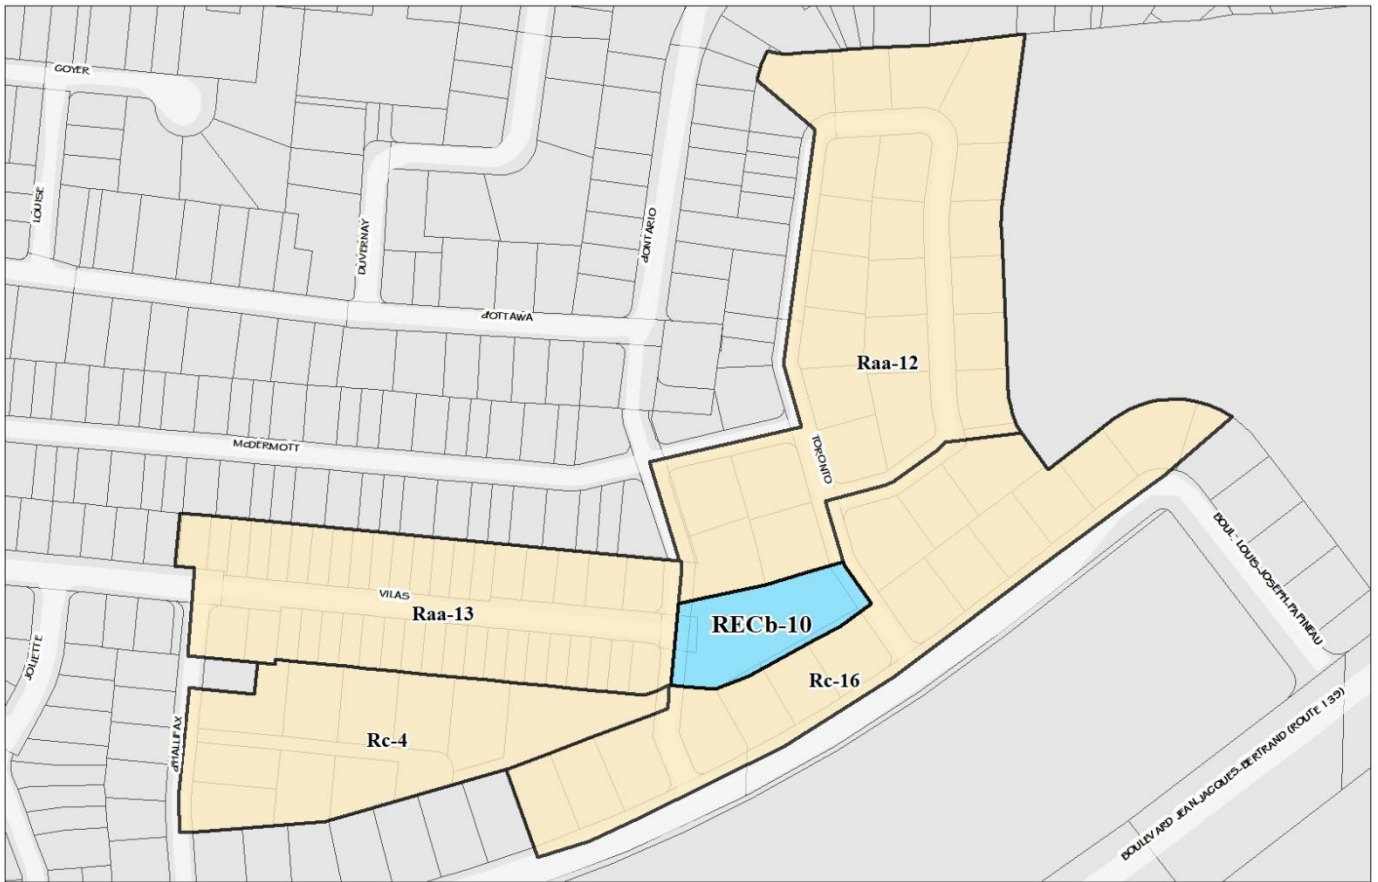 GOYER
LOUISE
DUVERNAY
d'ONTARIO
d'OTTAWA
Raa-12
McDERMOTT
TORONTO
BOUL. LOUIS-JOSEPH-PAPINEAU
VILAS
Raa-13
RECb-10
JOLIETTE
Rc-16
Rc-4
d'HALLIFAX
BOULEVARD JEAN-JACQUES-BERTRAND (ROUTE 139)